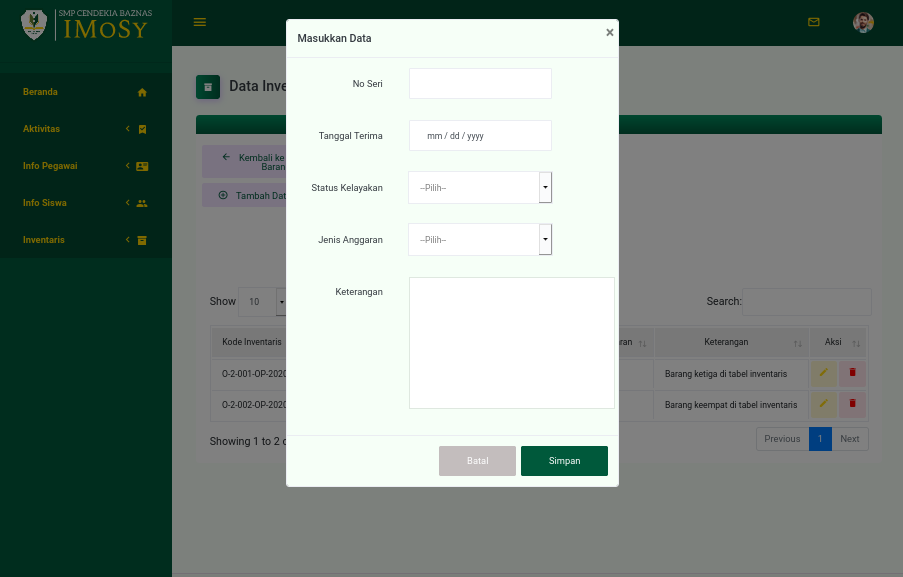 SMP CENDEKIA BAZNAS
IMoSy
Masukkan Data
×
Beranda
Aktivitas
Info Pegawai
Info Siswa
Inventaris
Data Inve
Kembali ke
Baran
Tambah Dat
No Seri
Tanggal Terima
mm / dd / yyyy
Status Kelayakan
--Pilih--
Jenis Anggaran
--Pilih--
Keterangan
Show 10
Search:
Kode Inventaris
ran
Keterangan
Aksi
O-2-001-OP-2020
Barang ketiga di tabel inventaris
O-2-002-OP-2020
Barang keempat di tabel inventaris
Showing 1 to 2 o
Previous 1 Next
Batal
Simpan